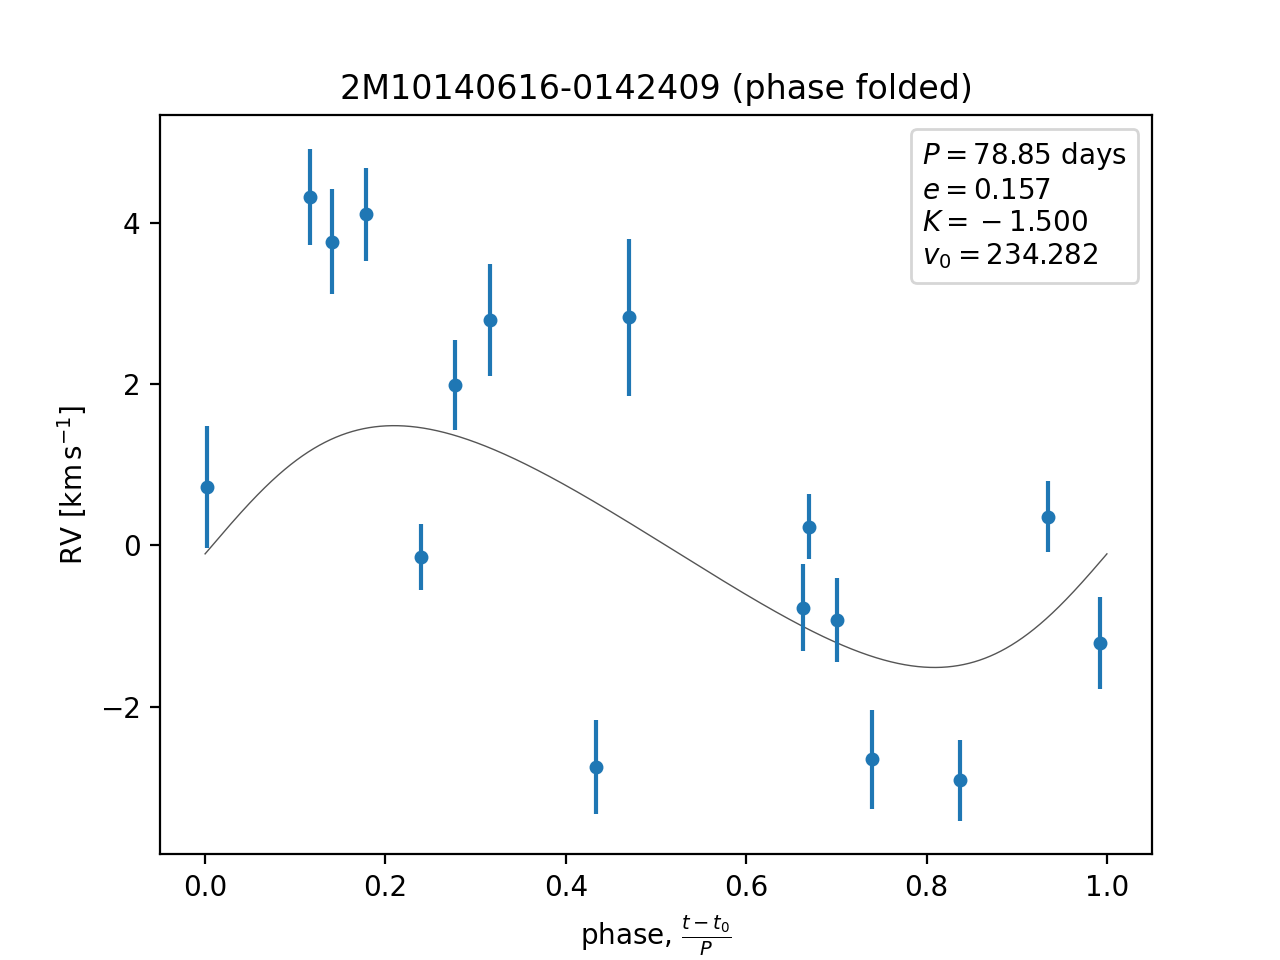 2M10140616-0142409 (phase folded)
P = 78.85 days
e = 0.157
K = −1.500
v₀ = 234.282
RV [km s⁻¹]
4
2
0
−2
0.0 0.2 0.4 0.6 0.8 1.0
phase, (t − t₀)/P